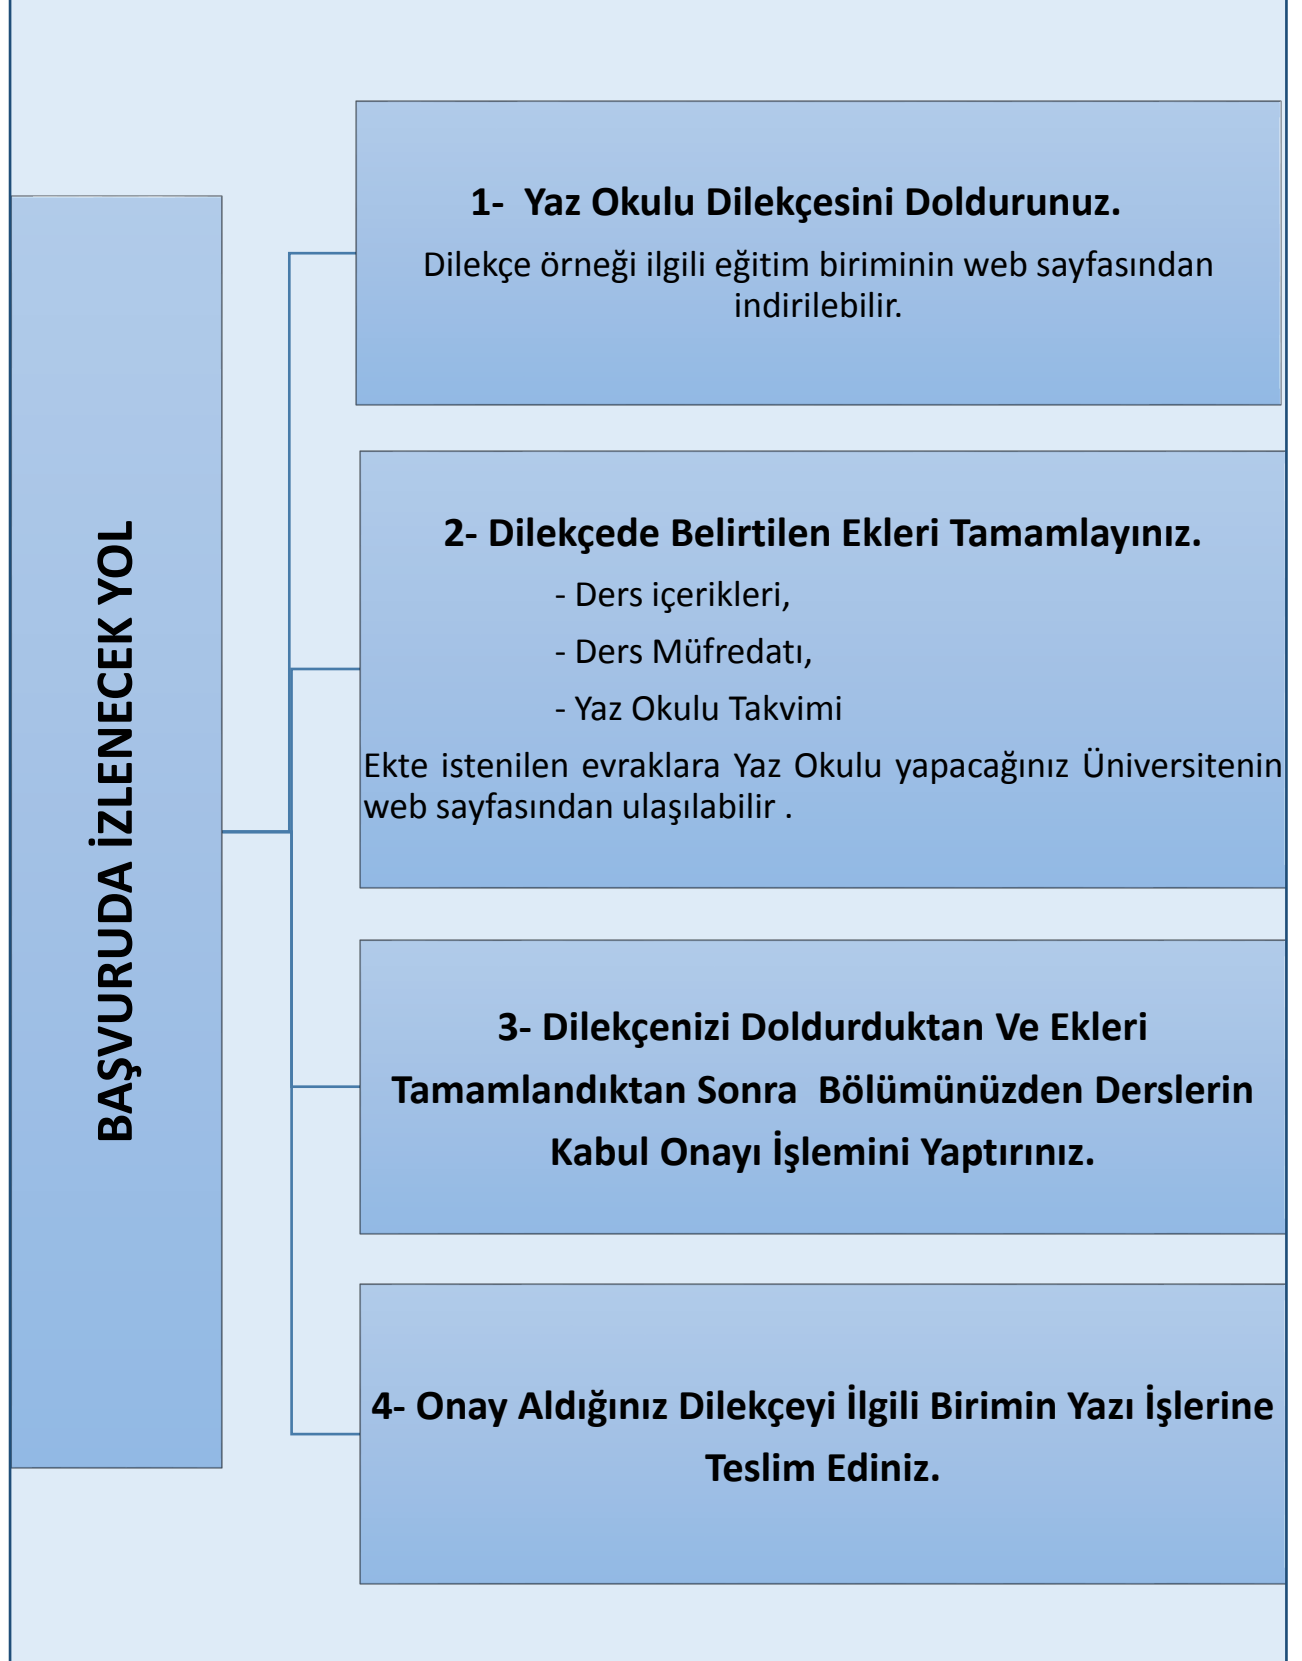 BAŞVURUDA İZLENECEK YOL
1- Yaz Okulu Dilekçesini Doldurunuz.
Dilekçe örneği ilgili eğitim biriminin web sayfasından
indirilebilir.
2- Dilekçede Belirtilen Ekleri Tamamlayınız.
- Ders içerikleri,
- Ders Müfredatı,
- Yaz Okulu Takvimi
Ekte istenilen evraklara Yaz Okulu yapacağınız Üniversitenin
web sayfasından ulaşılabilir .
3- Dilekçenizi Doldurduktan Ve Ekleri
Tamamlandıktan Sonra Bölümünüzden Derslerin
Kabul Onayı İşlemini Yaptırınız.
4- Onay Aldığınız Dilekçeyi İlgili Birimin Yazı İşlerine
Teslim Ediniz.